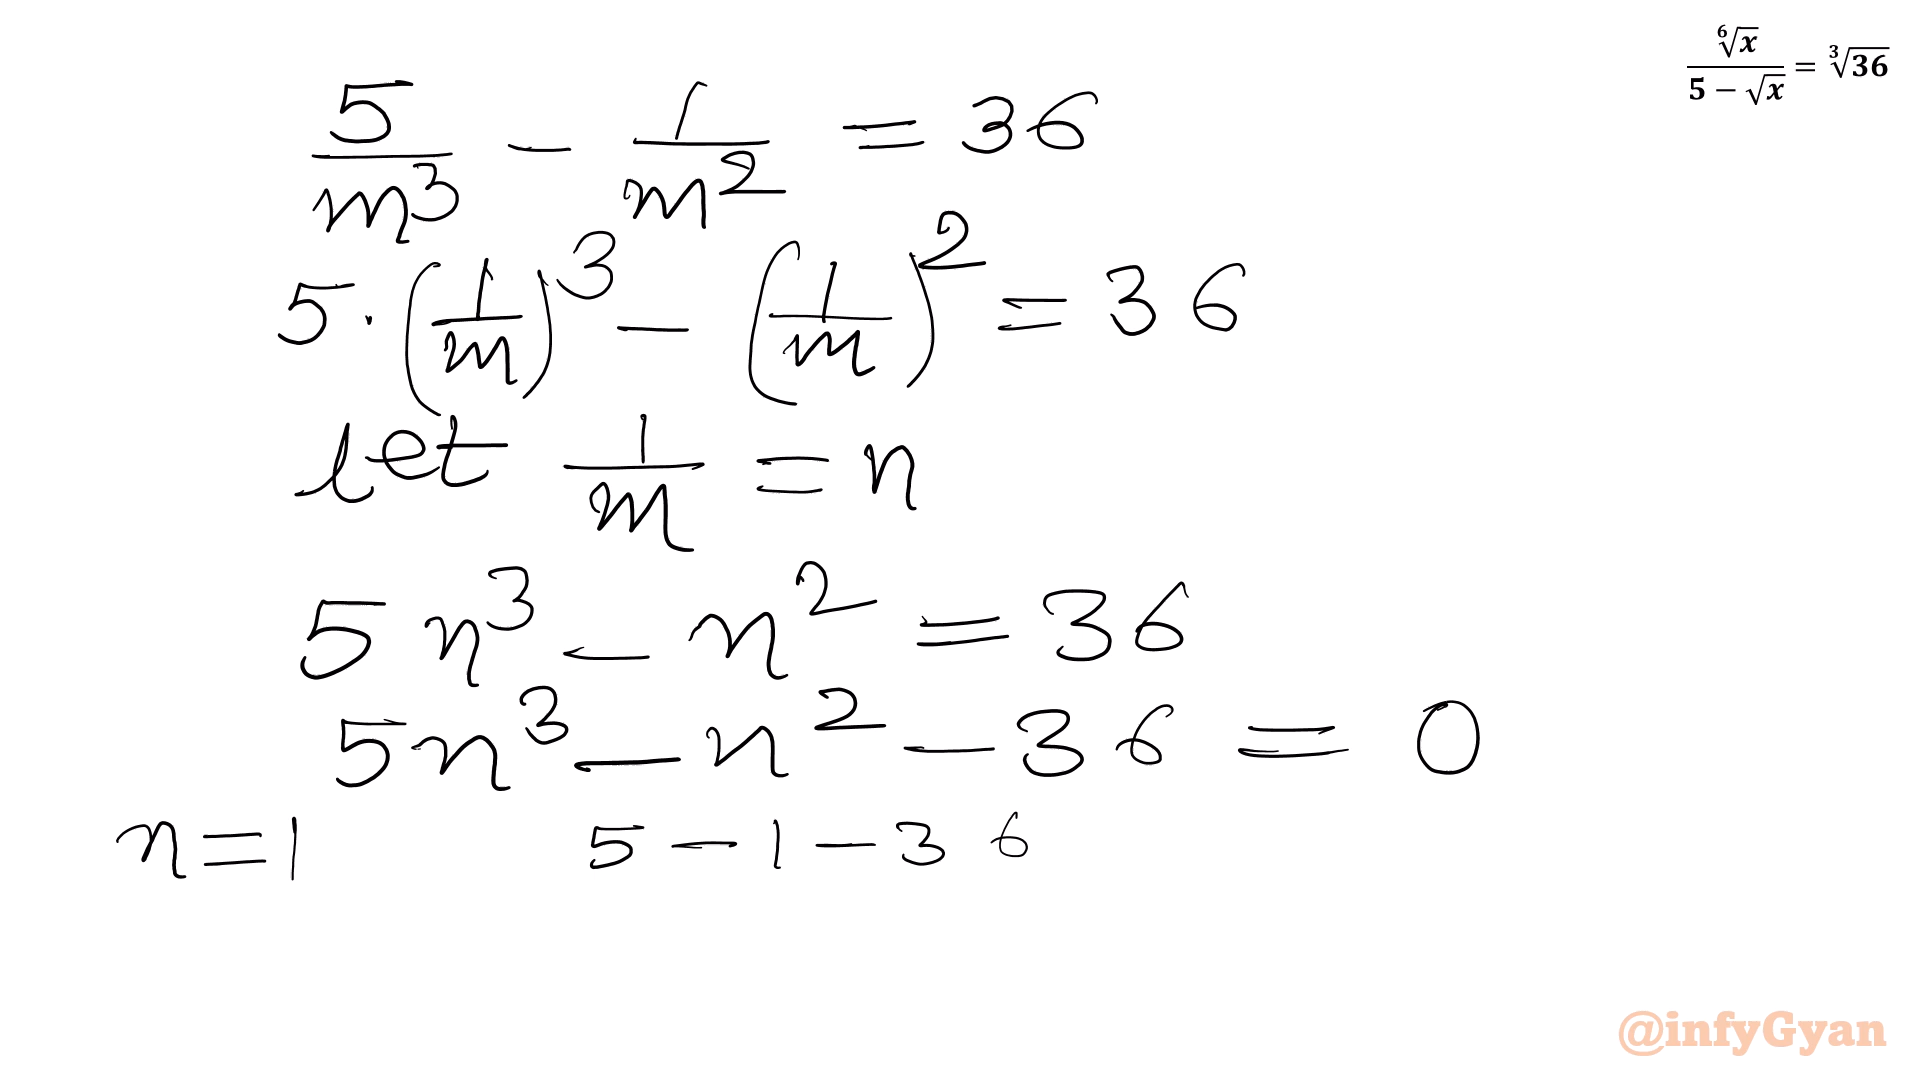 ⁶√x / (5 − √x) = ³√36
5/m³ − 1/m² = 36
5·(1/m)³ − (1/m)² = 36
let 1/m = n
5n³ − n² = 36
5n³ − n² − 36 = 0
n = 1 5 − 1 − 36
@infyGyan